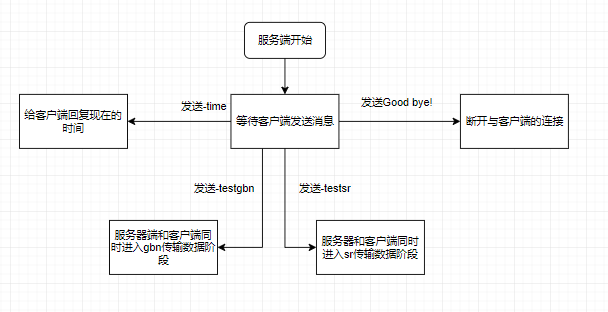 服务端开始
发送-time
发送Good bye!
给客户端回复现在的
时间
等待客户端发送消息
断开与客户端的连接
发送-testgbn
发送-testsr
服务器端和客户端同
时进入gbn传输数据阶
段
服务器和客户端同时
进入sr传输数据阶段